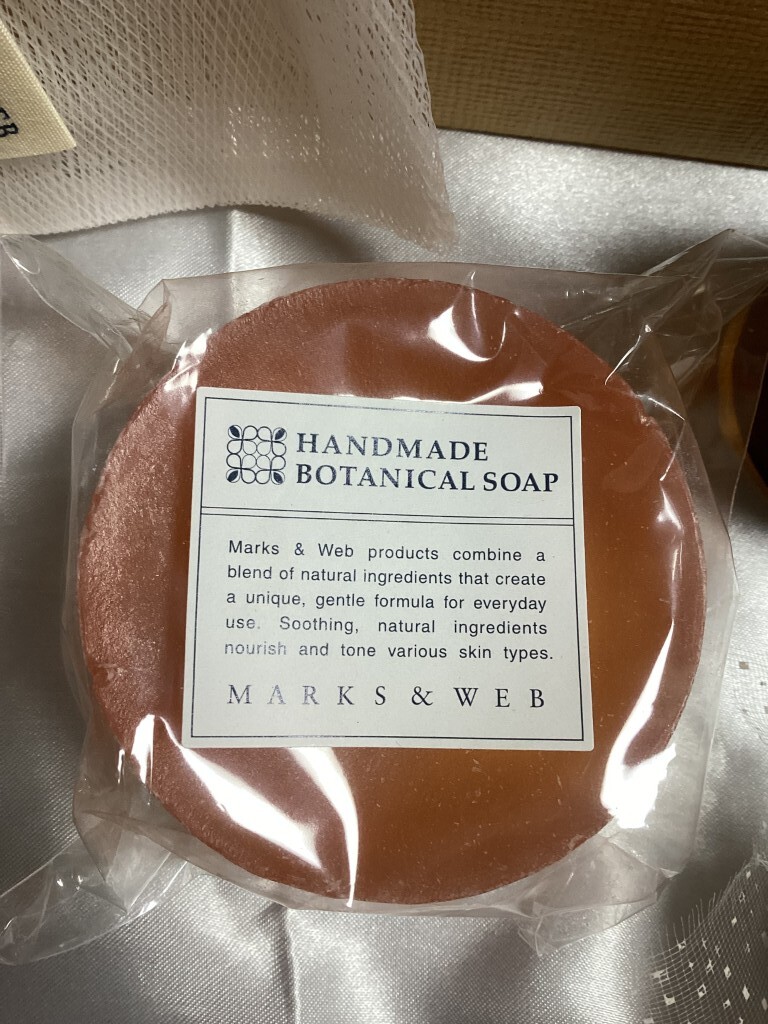 HANDMADE
BOTANICAL SOAP
Marks & Web products combine a
blend of natural ingredients that create
a unique, gentle formula for everyday
use. Soothing, natural ingredients
nourish and tone various skin types.
MARKS & WEB